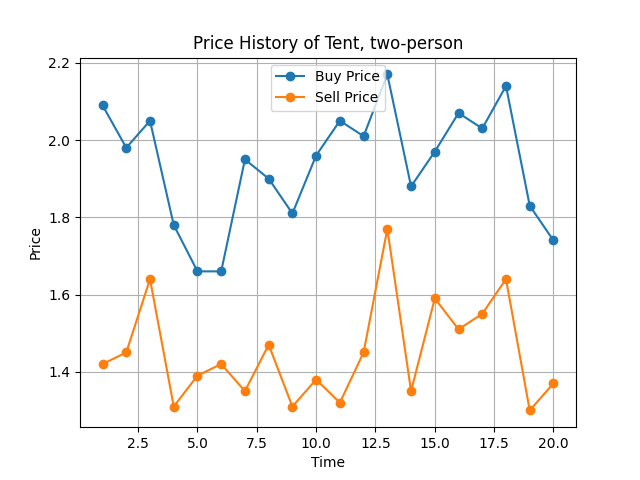 Price History of Tent, two-person
Buy Price
Sell Price
Price
2.2
2.0
1.8
1.6
1.4
2.5
5.0
7.5
10.0
12.5
15.0
17.5
20.0
Time